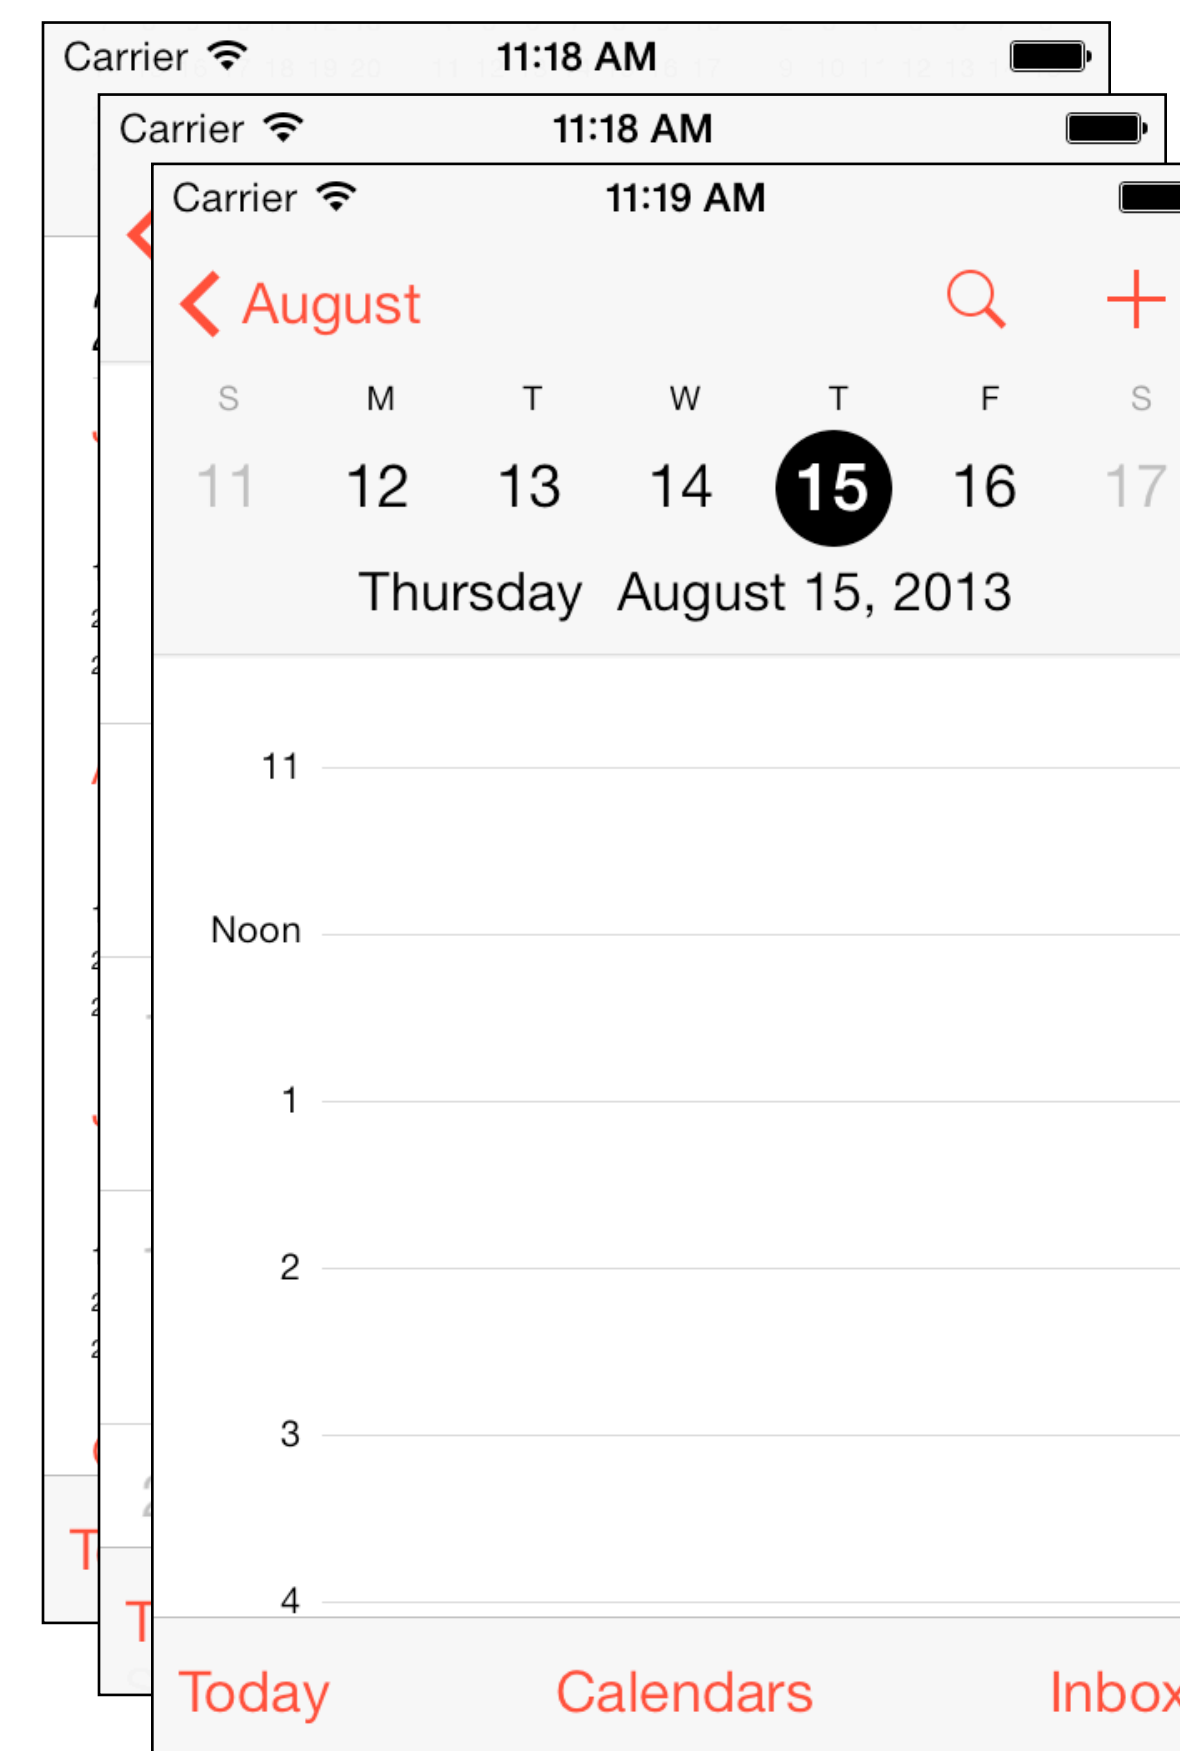 Carrier 11:18 AM
Carrier 11:18 AM
Carrier 11:19 AM
August
S M T W T F S
11 12 13 14 15 16 17
Thursday August 15, 2013
11
Noon
1
2
3
4
Today Calendars Inbox